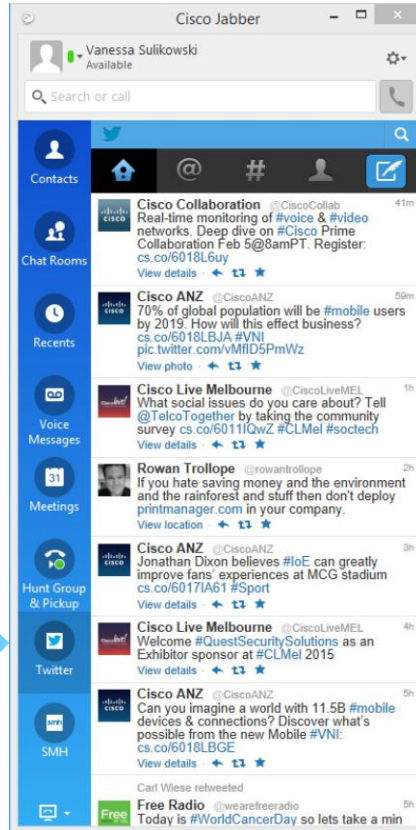 Cisco Jabber
Vanessa Sulikowski
Available
Search or call
Contacts
Chat Rooms
Recents
Voice
Messages
31
Meetings
Hunt Group
& Pickup
Twitter
smh
SMH
@ #
Cisco Collaboration @CiscoCollab 41m
Real-time monitoring of #voice & #video
networks. Deep dive on #Cisco Prime
Collaboration Feb 5@8amPT. Register:
cs.co/6018L6uy
View details
Cisco ANZ @CiscoANZ 59m
70% of global population will be #mobile users
by 2019. How will this effect business?
cs.co/6018LBJA #VNI
pic.twitter.com/vMfID5PmWz
View photo
Cisco Live Melbourne @CiscoLiveMEL 1h
What social issues do you care about? Tell
@TelcoTogether by taking the community
survey cs.co/6011IQwZ #CLMel #soctech
View details
Rowan Trollope @rowantrollope 2h
If you hate saving money and the environment
and the rainforest and stuff then don't deploy
printmanager.com in your company.
View location
Cisco ANZ @CiscoANZ 3h
Jonathan Dixon believes #IoE can greatly
improve fans' experiences at MCG stadium
cs.co/6017IA61 #Sport
View details
Cisco Live Melbourne @CiscoLiveMEL 4h
Welcome #QuestSecuritySolutions as an
Exhibitor sponsor at #CLMel 2015
View details
Cisco ANZ @CiscoANZ 5h
Can you imagine a world with 11.5B #mobile
devices & connections? Discover what's
possible from the new Mobile #VNI:
cs.co/6018LBGE
View details
Carl Wiese retweeted
Free Radio @wearefreeradio 5h
Free
Today is #WorldCancerDay so lets take a min